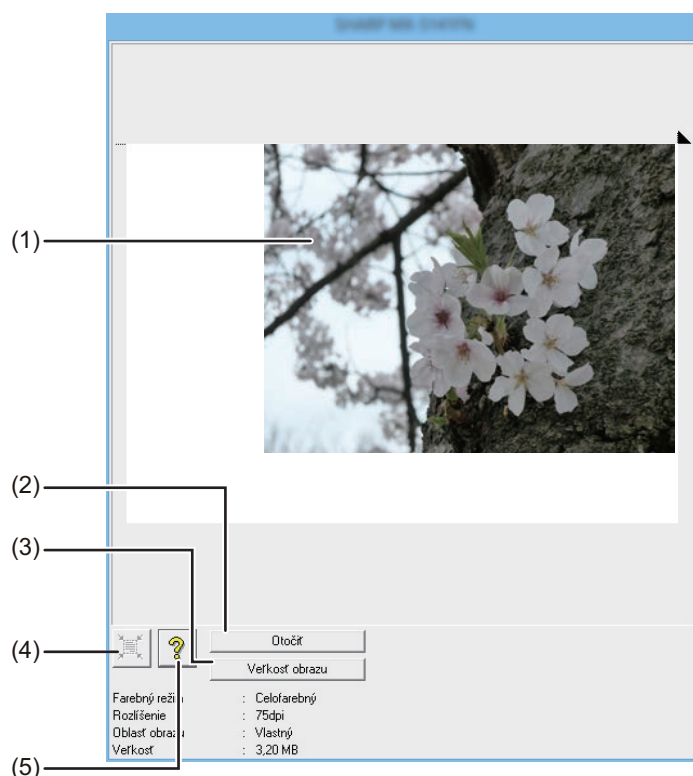 (1)
(2)
(3)
(4)
(5)
Otočiť
Veľkosť obrazu
Farebný režim : Celofarebný
Rozlíšenie : 75dpi
Oblasť obrazu : Vlastný
Veľkosť : 3,20 MB